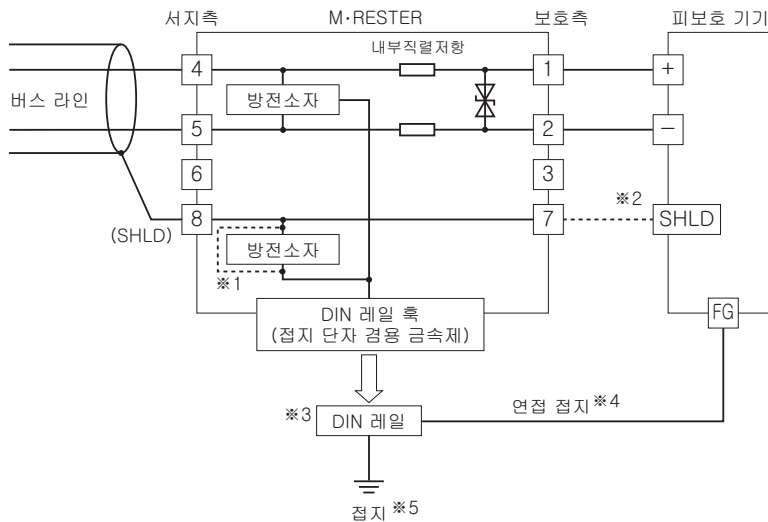 서지측
M·RESTER
보호측
피보호 기기
내부직렬저항
4
1
+
버스 라인
방전소자
5
2
−
6
3
※2
(SHLD)
8
7
SHLD
방전소자
※1
DIN 레일 훅
(접지 단자 겸용 금속제)
FG
※3
DIN 레일
연접 접지※4
접지※5